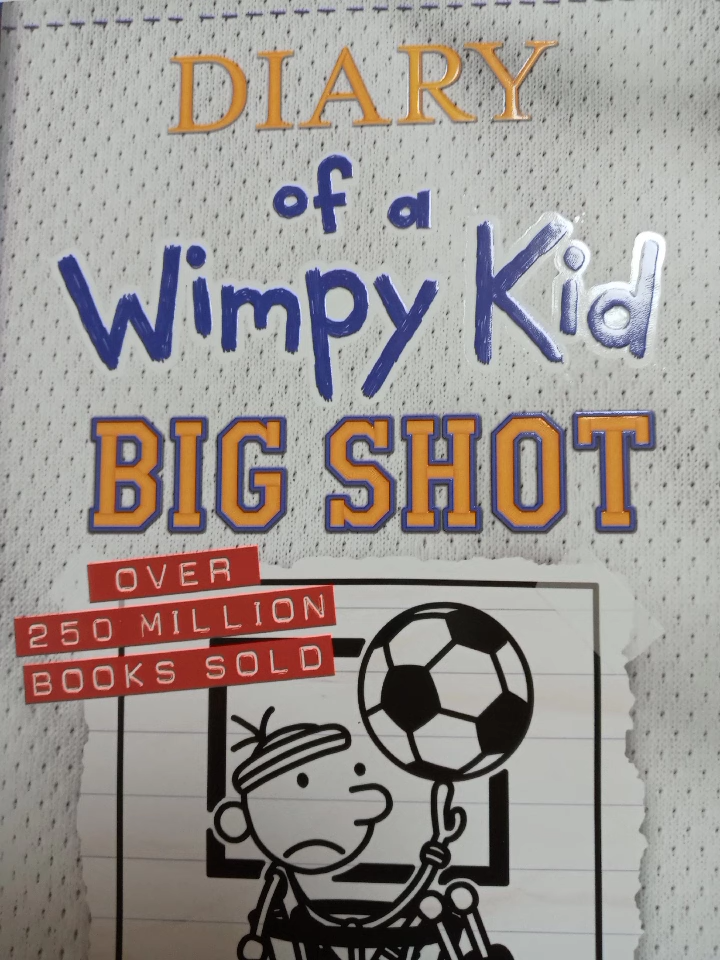 DIARY
of a
Wimpy Kid
BIG SHOT
OVER
250 MILLION
BOOKS SOLD